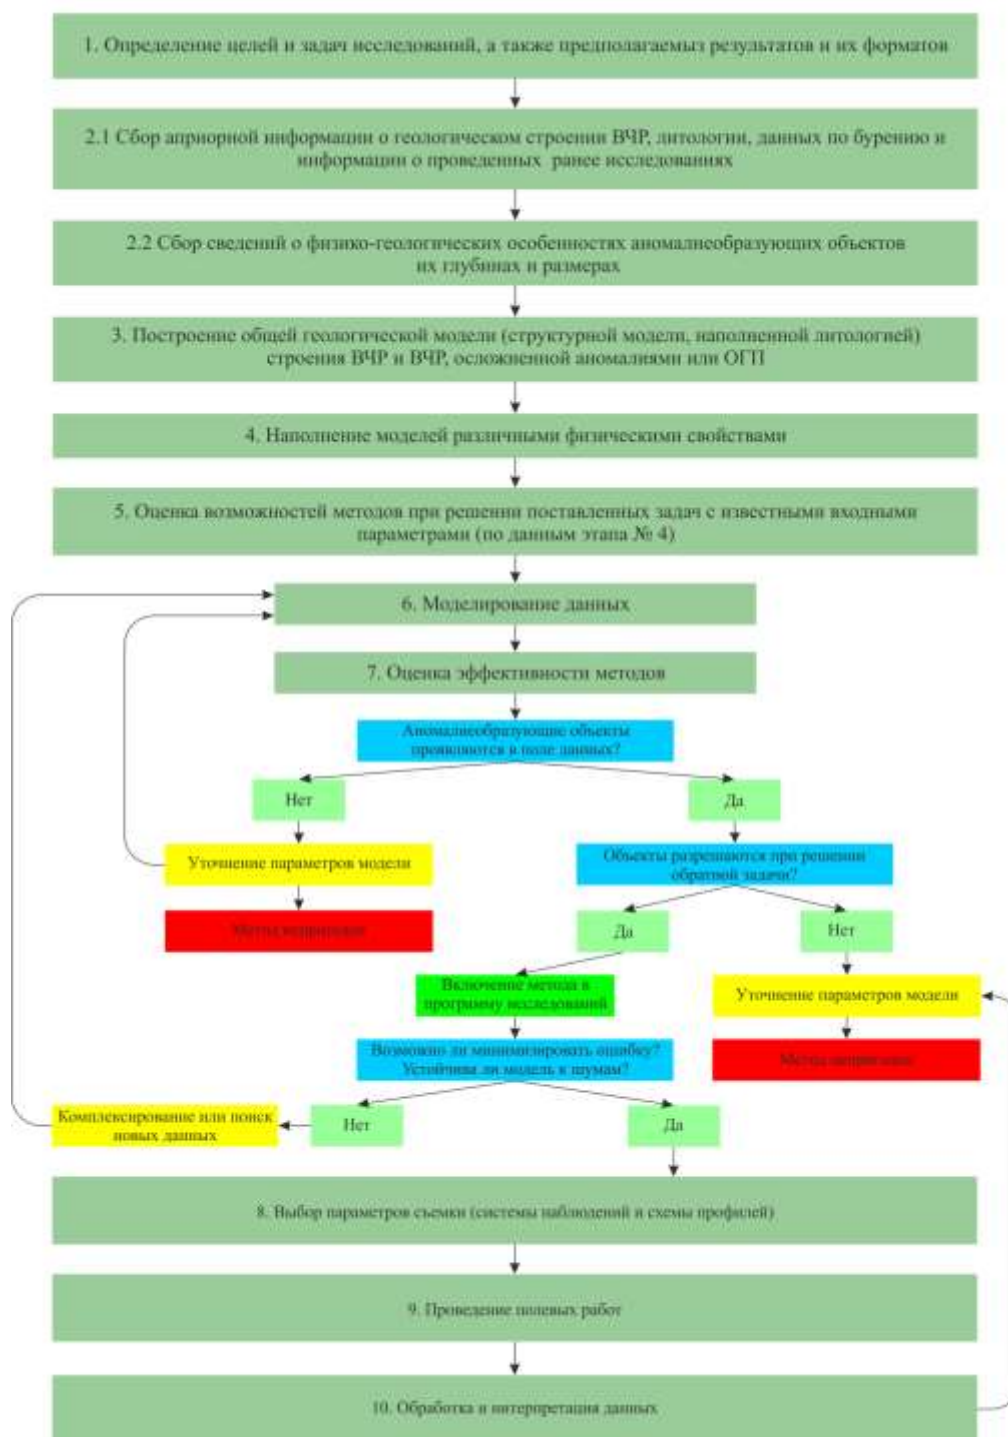 1. Определение целей и задач исследований, а также предполагаемыз результатов и их форматов
2.1 Сбор априорной информации о геологическом строении ВЧР, литологии, данных по бурению и
информации о проведенных ранее исследованиях
2.2 Сбор сведений о физико-геологических особенностях аномалиеобразующих объектов
их глубинах и размерах
3. Построение общей геологической модели (структурной модели, наполненной литологией)
строения ВЧР и ВЧР, осложненной аномалиями или ОГП
4. Наполнение моделей различными физическими свойствами
5. Оценка возможностей методов при решении поставленных задач с известными входными
параметрами (по данным этапа № 4)
6. Моделирование данных
7. Оценка эффективности методов
Аномалиеобразующие объекты
проявляются в поле данных?
Нет
Да
Уточнение параметров модели
Объекты разрешаются при решении
обратной задачи?
Метод непригоден
Да
Нет
Включение метода в
программу исследований
Уточнение параметров модели
Возможно ли минимилировать ошибку?
Устойчива ли модель к шумам?
Метод непригоден
Комплексирование или поиск
новых данных
Нет
Да
8. Выбор параметров съемки (системы наблюдений и схемы профилей)
9. Проведение полевых работ
10. Обработка и интерпретация данных